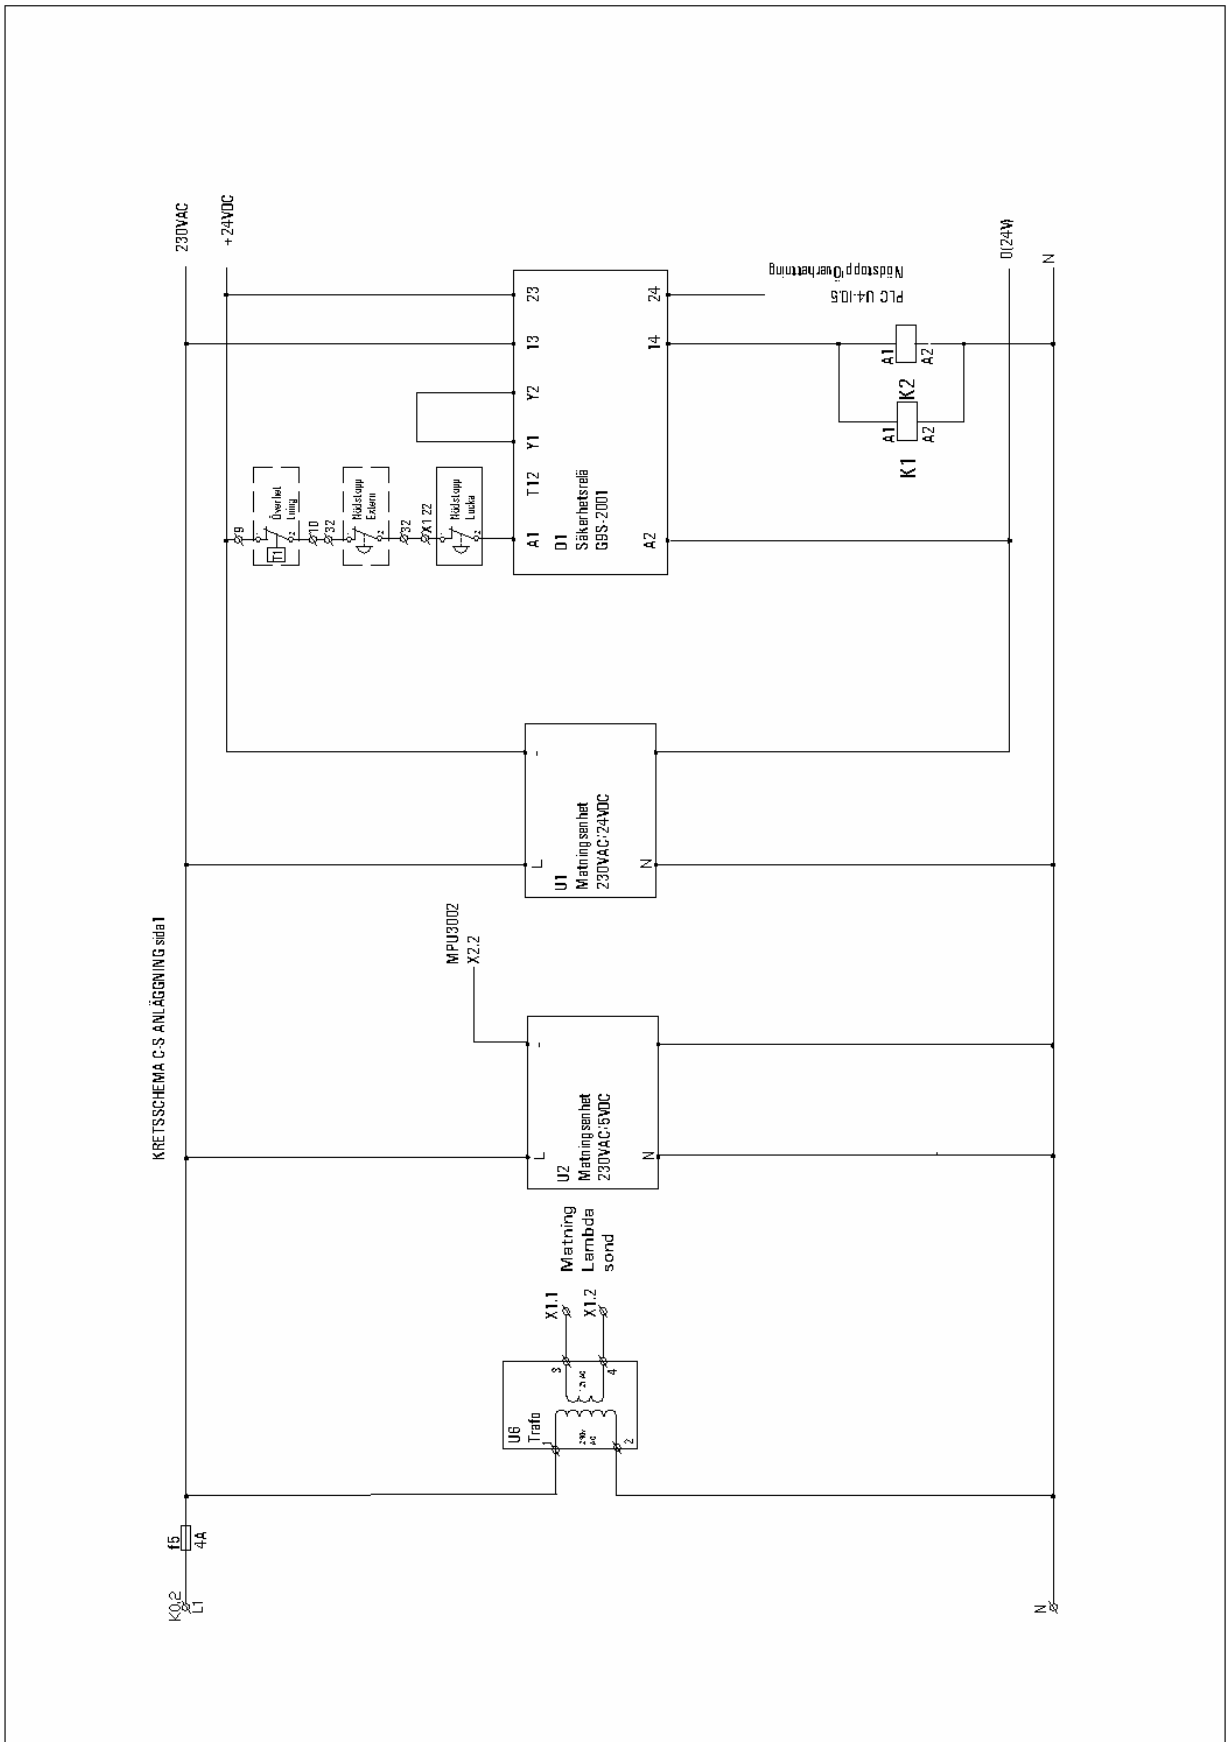 KRETSSCHEMA C-S ANLÄGGNING sida1
K0.2
L1
f5
4A
N
U6
Trafo
1
2
3
4
X1.1
X1.2
Matning
Lambda
sond
U2
Matningsenhet
230VAC:5VDC
L
N
-
MPU3002
X2.2
U1
Matningsenhet
230VAC:24VDC
L
N
-
230VAC
+24VDC
9
T1
Överhet
10
32
Nödstopp
Extern
32
X1 22
Nödstopp
Lucka
A1
T12
Y1
Y2
13
23
D1
Säkerhetsrelä
GBS-2001
A2
14
24
PLC U4-I0.5
Nödstopp Överhettning
A1
A2
K1
A1
A2
K2
0(24V)
N